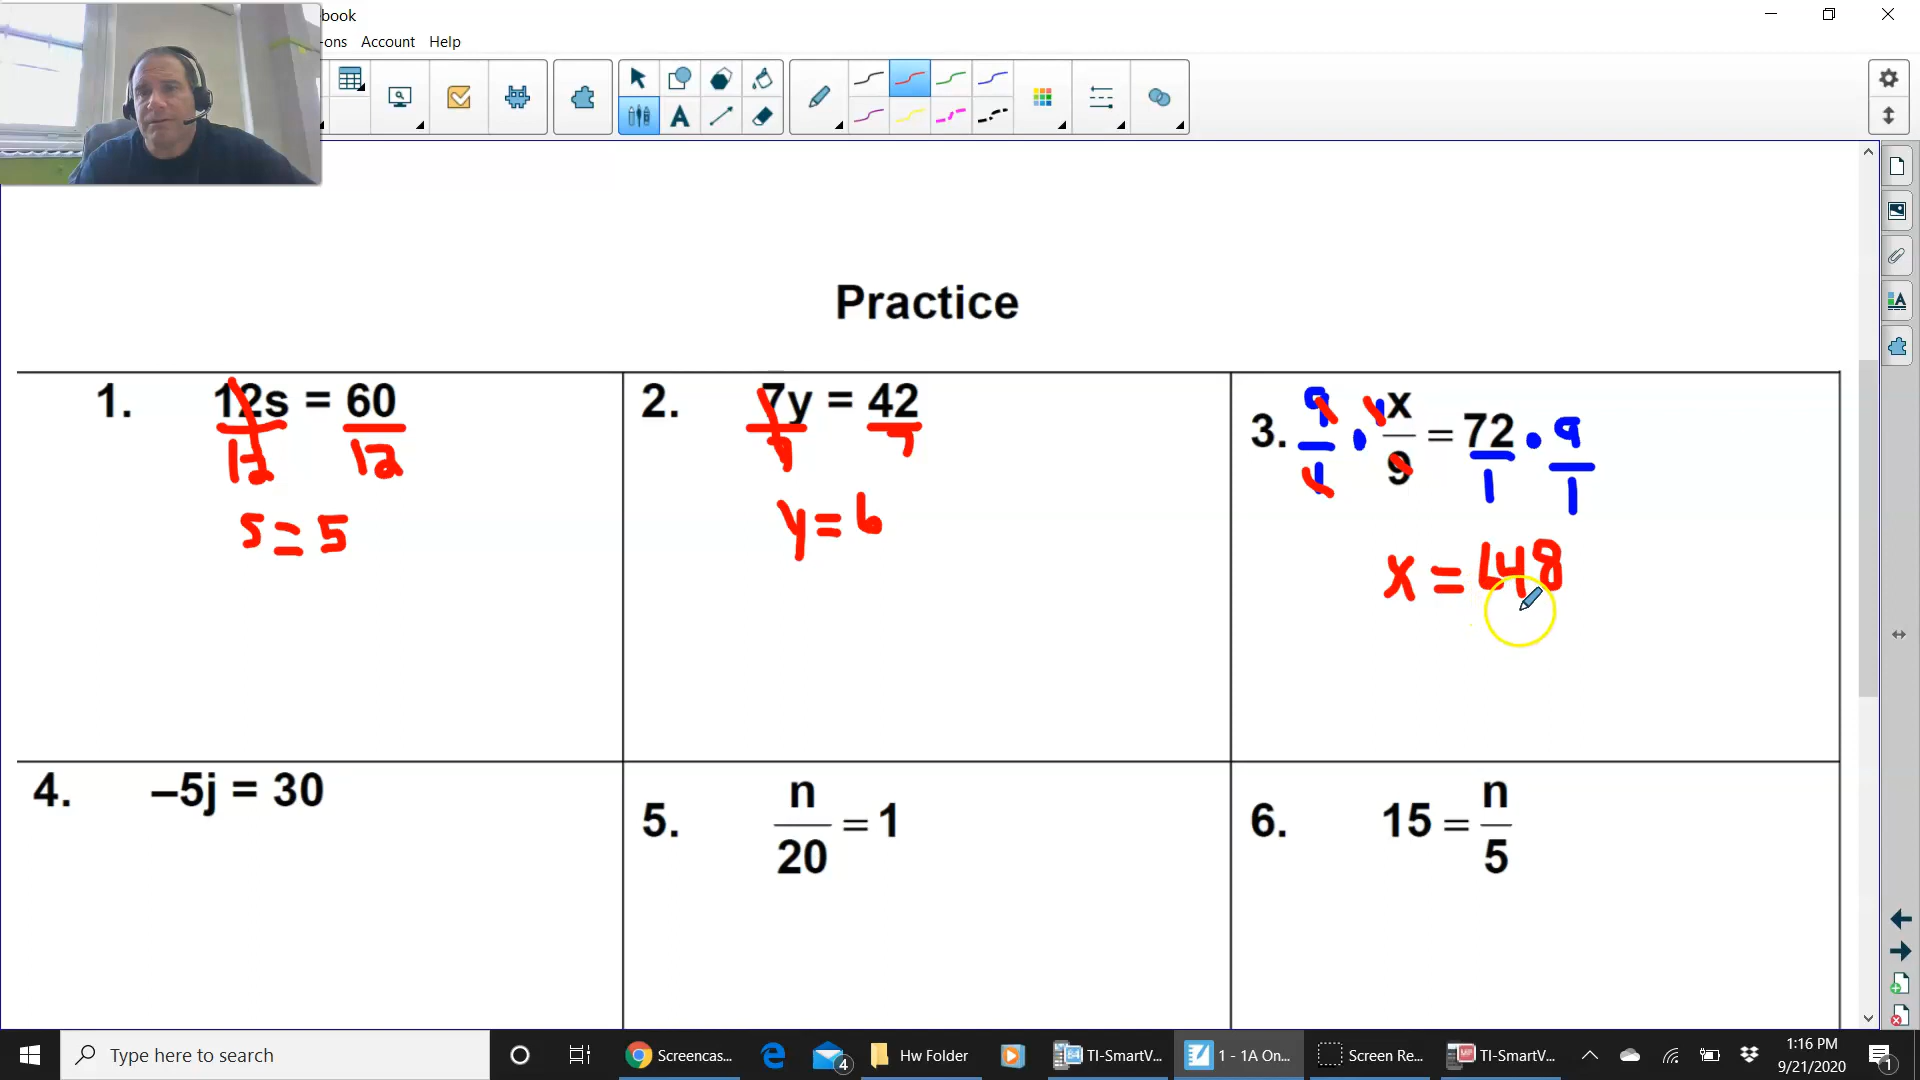 book
-ons Account Help
Practice
1. 12s = 60
12 12
s = 5
2. 7y = 42
7 7
y = 6
3. 9/1 · 1x/9 = 72/1 · 9/1
x = 648
4. –5j = 30
5. n/20 = 1
6. 15 = n/5
Type here to search
Screencas...
4
Hw Folder
TI-SmartV...
1 - 1A On...
Screen Re...
TI-SmartV...
1:16 PM
9/21/2020
1